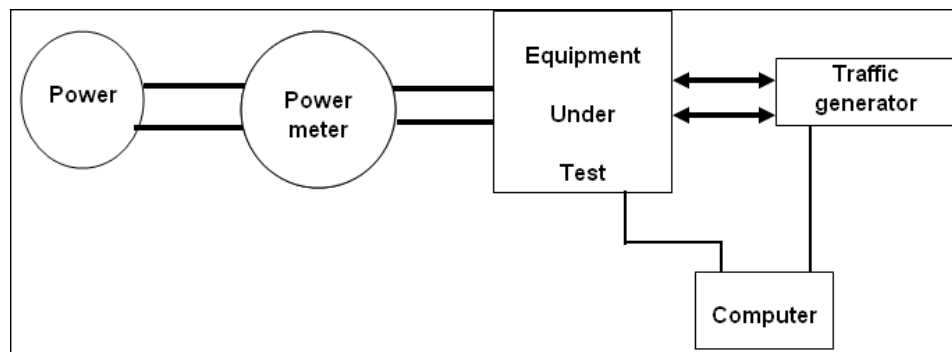 Power
Power
meter
Equipment
Under
Test
Traffic
generator
Computer